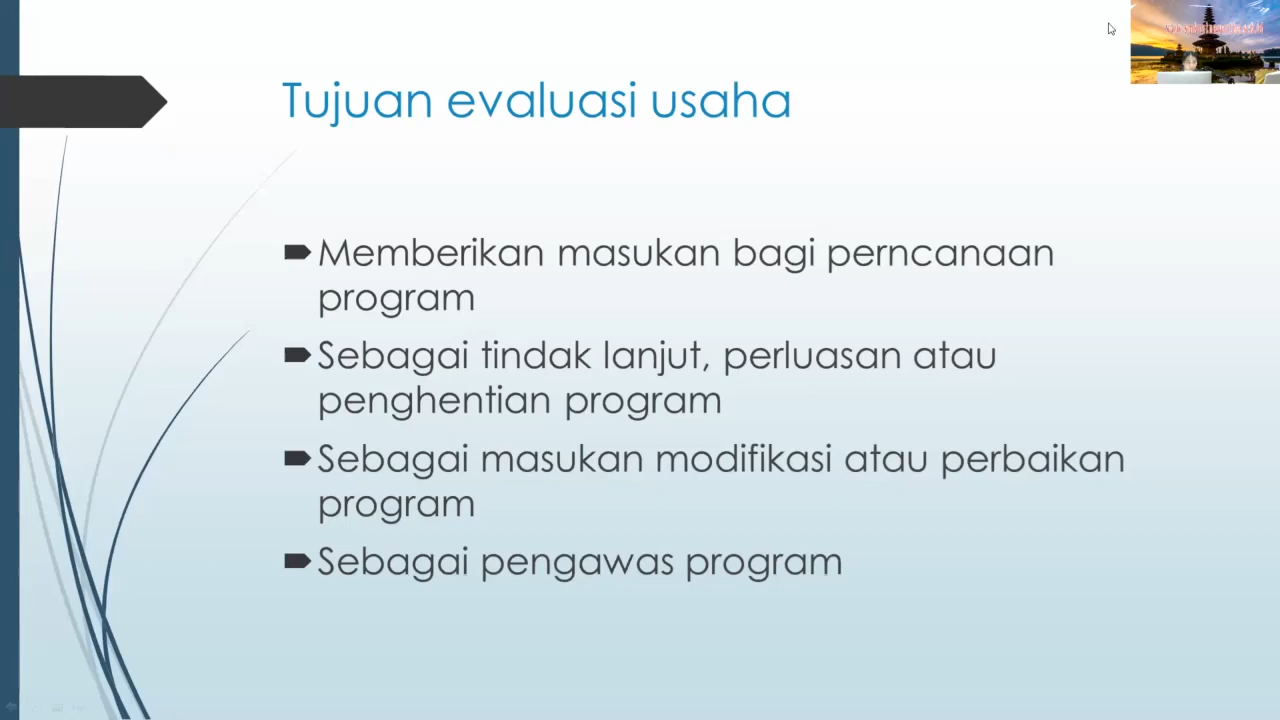 Tujuan evaluasi usaha
Memberikan masukan bagi perncanaan
program
Sebagai tindak lanjut, perluasan atau
penghentian program
Sebagai masukan modifikasi atau perbaikan
program
Sebagai pengawas program